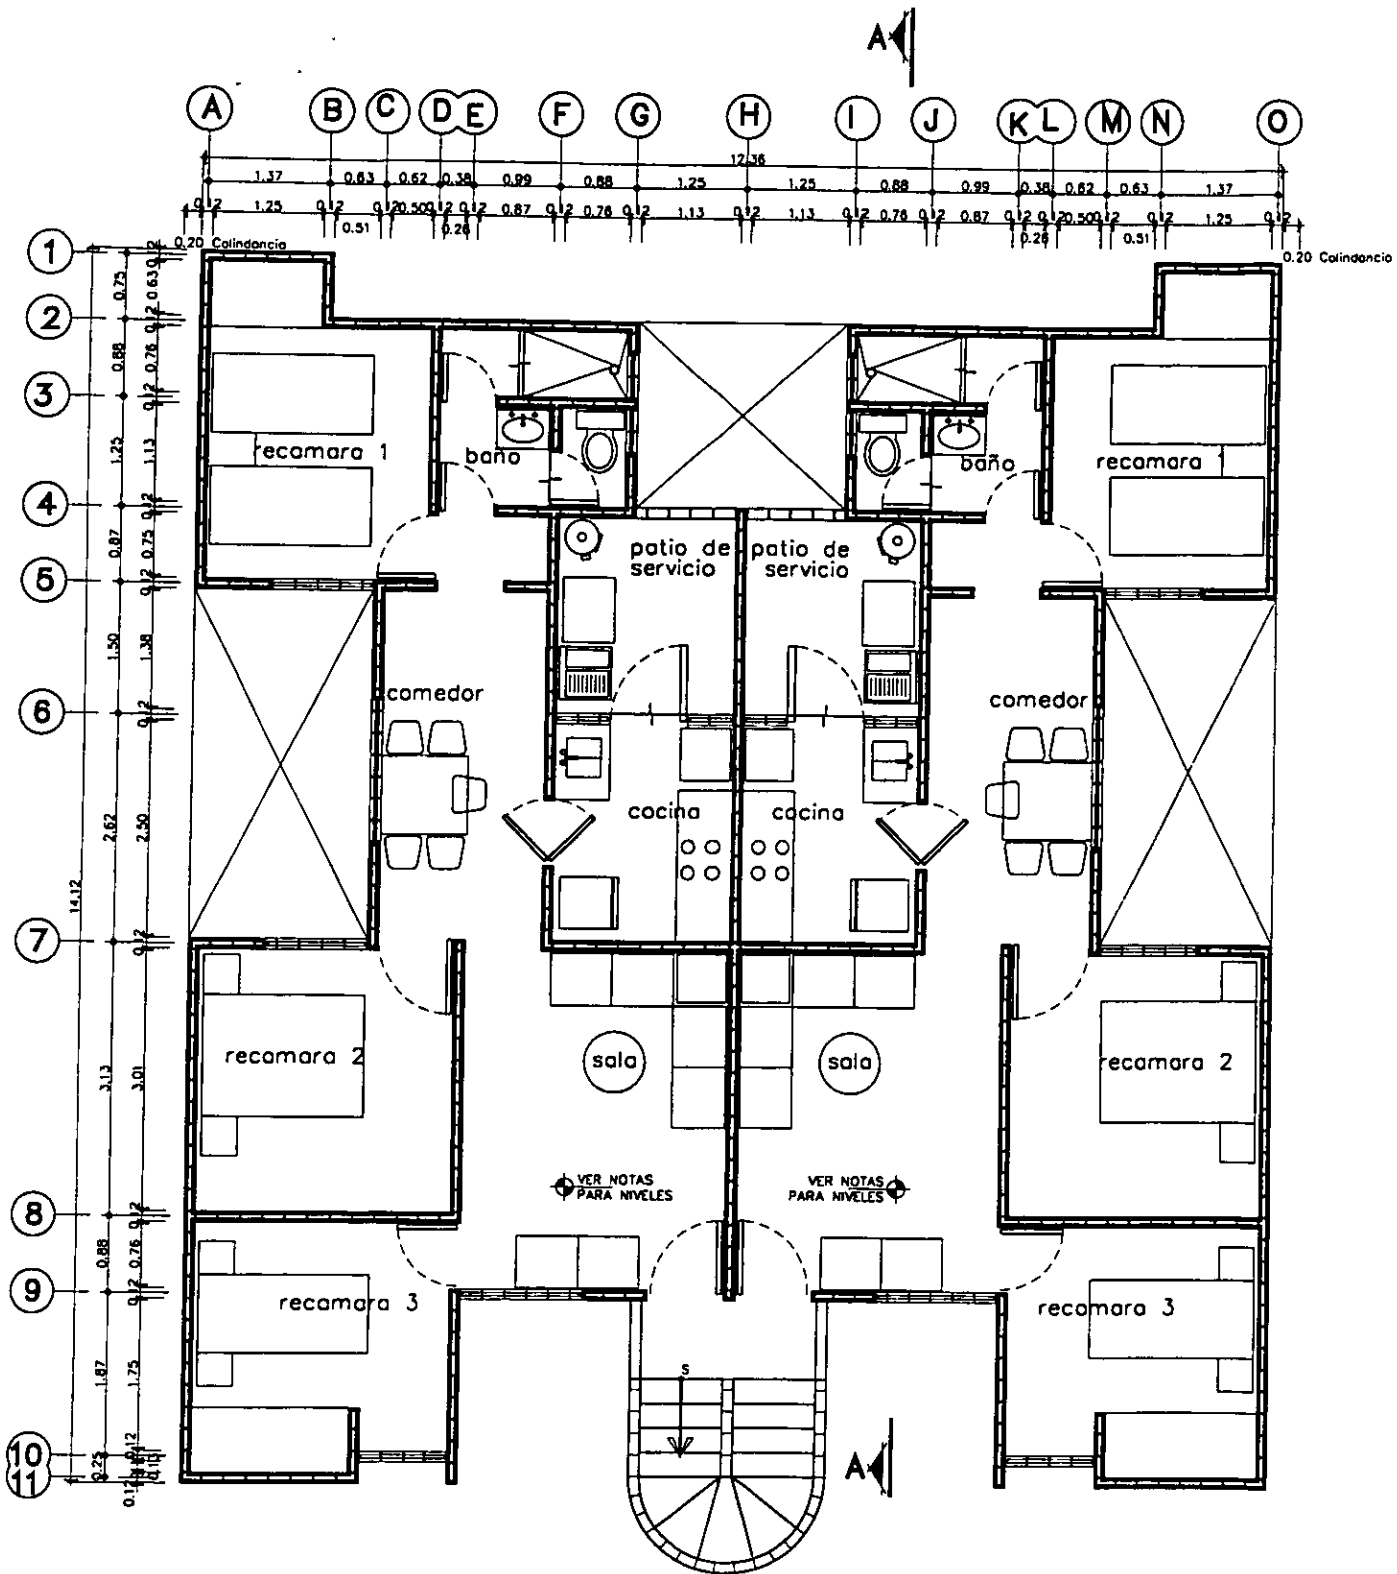 A
A B C D E F G H I J K L M N O
12.36
1.37 0.63 0.62 0.38 0.99 0.88 1.25 1.25 0.88 0.99 0.38 0.62 0.63 1.37
1.25 0.50 0.87 0.76 1.13 1.13 0.76 0.87 0.50 1.25
0.51 0.26 0.26 0.51
0.20 Colindancia
0.20 Colindancia
1
2
3
4
5
6
7
8
9
10
11
14.12
0.75 0.88 1.25 0.87 1.50 2.62 3.13 0.88 1.87 0.25
0.12 0.63 0.12 0.76 0.12 1.13 0.12 0.75 0.12 1.38 0.12 2.50 0.12 3.01 0.12 0.76 0.12 1.75 0.12
0.12
recamara 1
baño
baño
recamara 1
patio de
servicio
patio de
servicio
comedor
comedor
cocina
cocina
recamara 2
sala
sala
recamara 2
VER NOTAS
PARA NIVELES
VER NOTAS
PARA NIVELES
recamara 3
recamara 3
S
A